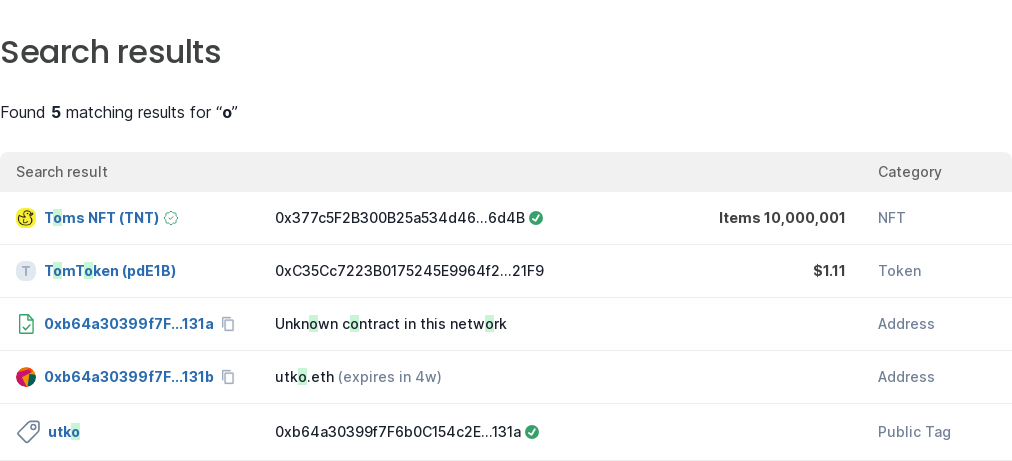 Search results
Found 5 matching results for “o”
Search result Category
Toms NFT (TNT) 0x377c5F2B300B25a534d46...6d4B Items 10,000,001 NFT
T TomToken (pdE1B) 0xC35Cc7223B0175245E9964f2...21F9 $1.11 Token
0xb64a30399f7F...131a Unknown contract in this network Address
0xb64a30399f7F...131b utko.eth (expires in 4w) Address
utko 0xb64a30399f7F6b0C154c2E...131a Public Tag